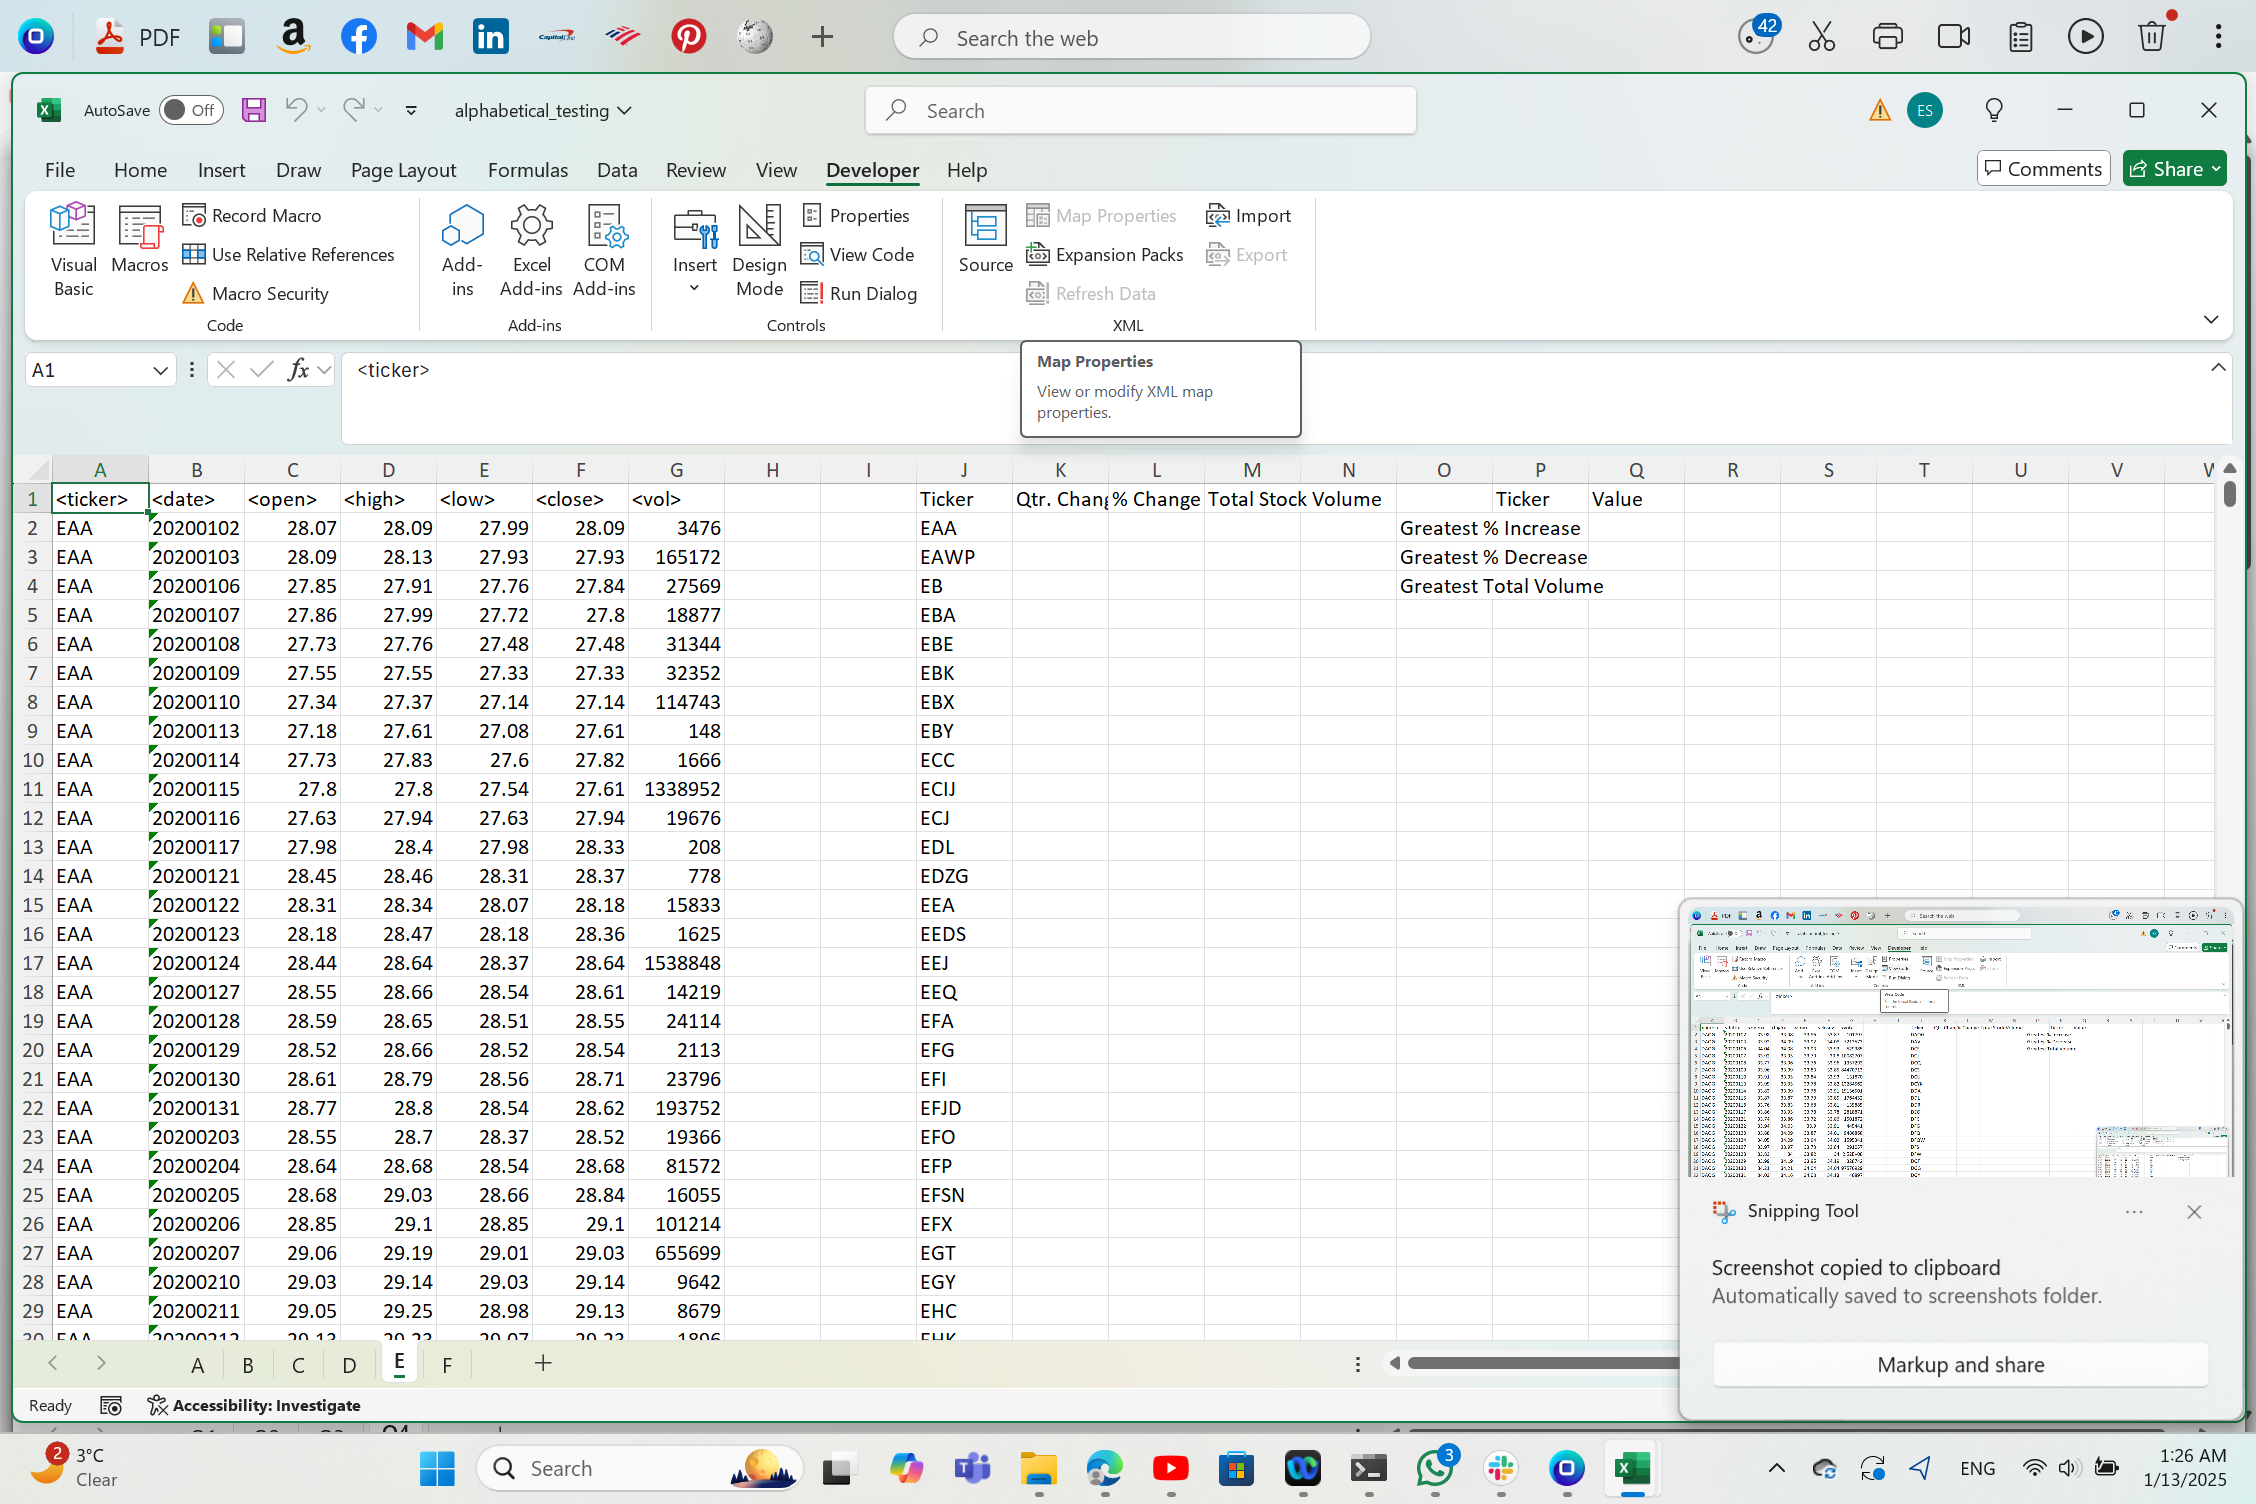 PDF
Search the web
42
AutoSave Off
alphabetical_testing
Search
ES
File Home Insert Draw Page Layout Formulas Data Review View Developer Help
Comments Share
Visual Basic
Macros
Record Macro
Use Relative References
Macro Security
Code
Add-ins
Excel Add-ins
COM Add-ins
Add-ins
Insert
Design Mode
Properties
View Code
Run Dialog
Controls
Source
Map Properties
Expansion Packs
Refresh Data
Import
Export
XML
A1
fx
<ticker>
Map Properties
View or modify XML map
properties.
A B C D E F G H I J K L M N O P Q R S T U V W
1 <ticker> <date> <open> <high> <low> <close> <vol> Ticker Qtr. Chang % Change Total Stock Volume Ticker Value
2 EAA 20200102 28.07 28.09 27.99 28.09 3476 EAA Greatest % Increase
3 EAA 20200103 28.09 28.13 27.93 27.93 165172 EAWP Greatest % Decrease
4 EAA 20200106 27.85 27.91 27.76 27.84 27569 EB Greatest Total Volume
5 EAA 20200107 27.86 27.99 27.72 27.8 18877 EBA
6 EAA 20200108 27.73 27.76 27.48 27.48 31344 EBE
7 EAA 20200109 27.55 27.55 27.33 27.33 32352 EBK
8 EAA 20200110 27.34 27.37 27.14 27.14 114743 EBX
9 EAA 20200113 27.18 27.61 27.08 27.61 148 EBY
10 EAA 20200114 27.73 27.83 27.6 27.82 1666 ECC
11 EAA 20200115 27.8 27.8 27.54 27.61 1338952 ECIJ
12 EAA 20200116 27.63 27.94 27.63 27.94 19676 ECJ
13 EAA 20200117 27.98 28.4 27.98 28.33 208 EDL
14 EAA 20200121 28.45 28.46 28.31 28.37 778 EDZG
15 EAA 20200122 28.31 28.34 28.07 28.18 15833 EEA
16 EAA 20200123 28.18 28.47 28.18 28.36 1625 EEDS
17 EAA 20200124 28.44 28.64 28.37 28.64 1538848 EEJ
18 EAA 20200127 28.55 28.66 28.54 28.61 14219 EEQ
19 EAA 20200128 28.59 28.65 28.51 28.55 24114 EFA
20 EAA 20200129 28.52 28.66 28.52 28.54 2113 EFG
21 EAA 20200130 28.61 28.79 28.56 28.71 23796 EFI
22 EAA 20200131 28.77 28.8 28.54 28.62 193752 EFJD
23 EAA 20200203 28.55 28.7 28.37 28.52 19366 EFO
24 EAA 20200204 28.64 28.68 28.54 28.68 81572 EFP
25 EAA 20200205 28.68 29.03 28.66 28.84 16055 EFSN
26 EAA 20200206 28.85 29.1 28.85 29.1 101214 EFX
27 EAA 20200207 29.06 29.19 29.01 29.03 655699 EGT
28 EAA 20200210 29.03 29.14 29.03 29.14 9642 EGY
29 EAA 20200211 29.05 29.25 28.98 29.13 8679 EHC
30 EAA 20200212 29.13 29.23 29.07 29.23 1896 EHK
Snipping Tool
Screenshot copied to clipboard
Automatically saved to screenshots folder.
Markup and share
A B C D E F
Ready
Accessibility: Investigate
2
3°C
Clear
Search
3
ENG
1:26 AM
1/13/2025